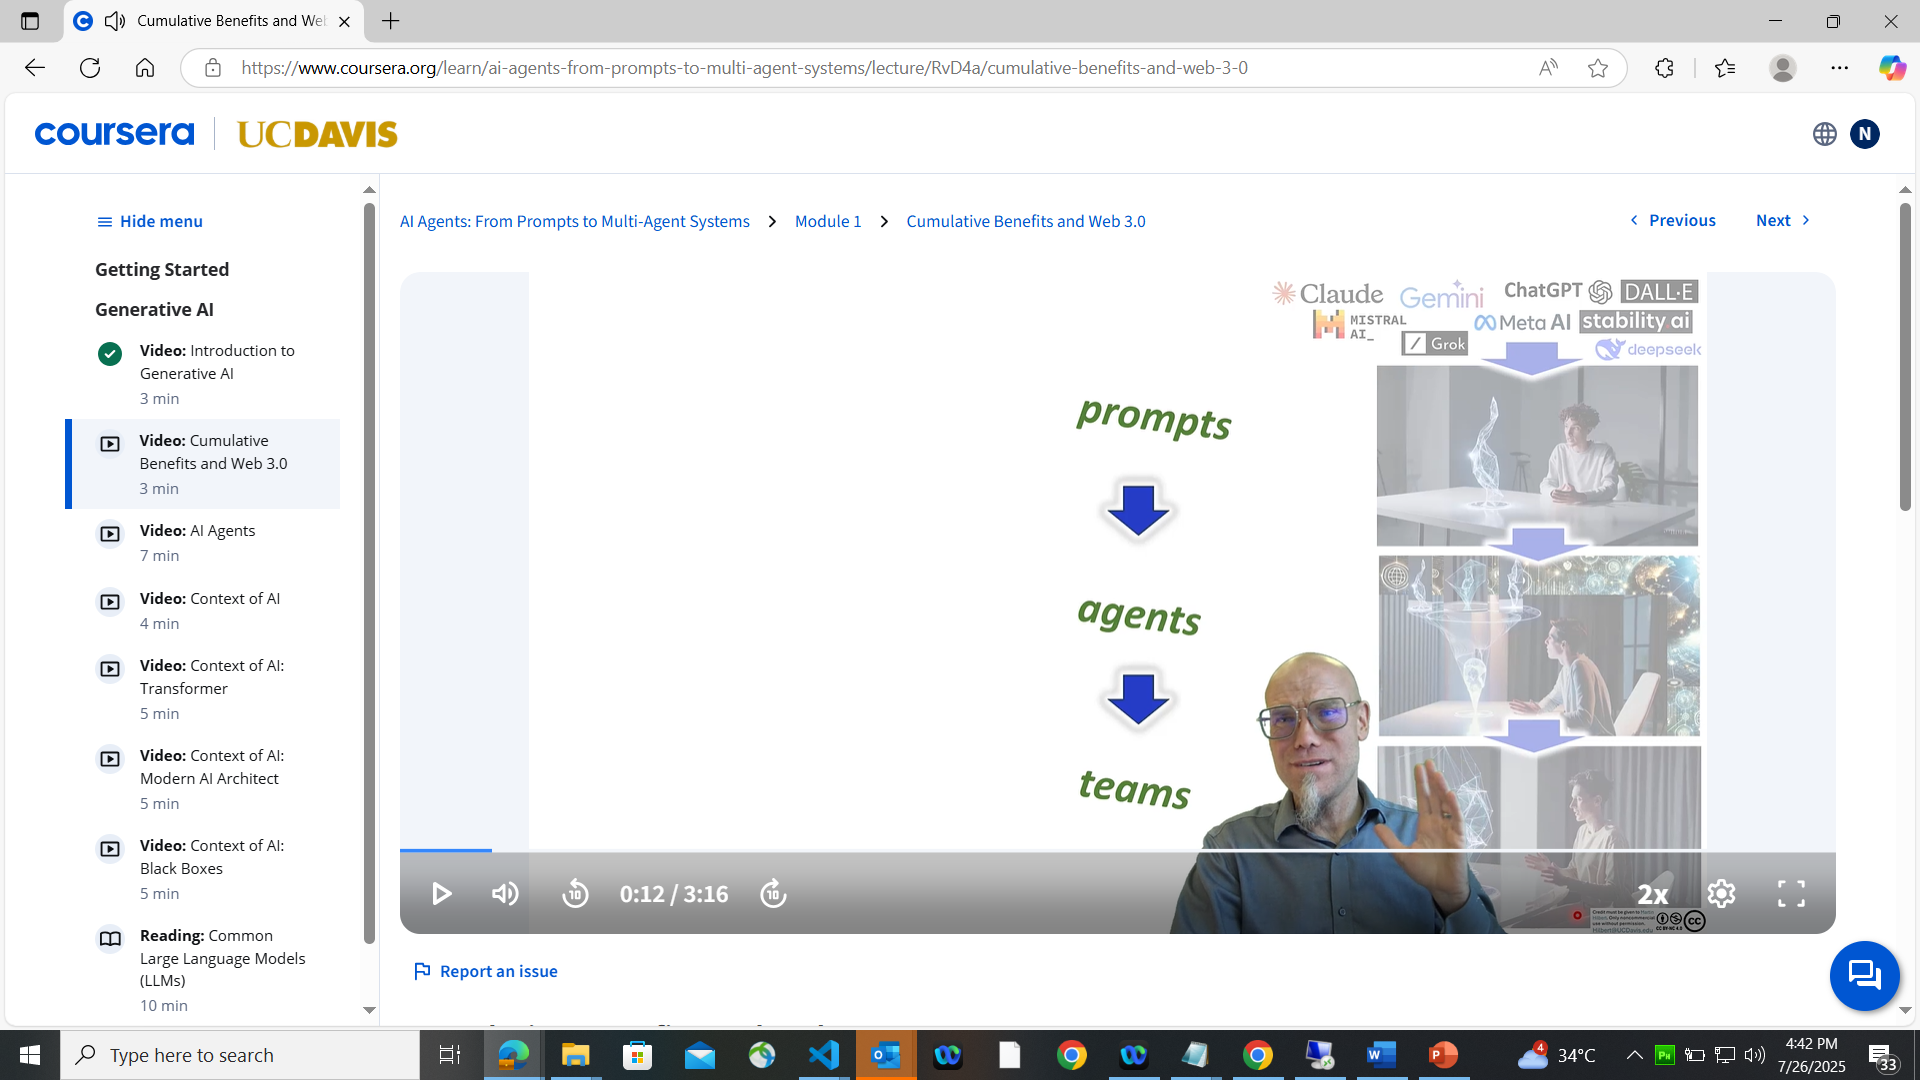 Cumulative Benefits and Web
https://www.coursera.org/learn/ai-agents-from-prompts-to-multi-agent-systems/lecture/RvD4a/cumulative-benefits-and-web-3-0
coursera
UCDAVIS
N
Hide menu
Getting Started
Generative AI
Video: Introduction to
Generative AI
3 min
Video: Cumulative
Benefits and Web 3.0
3 min
Video: AI Agents
7 min
Video: Context of AI
4 min
Video: Context of AI:
Transformer
5 min
Video: Context of AI:
Modern AI Architect
5 min
Video: Context of AI:
Black Boxes
5 min
Reading: Common
Large Language Models
(LLMs)
10 min
AI Agents: From Prompts to Multi-Agent Systems
Module 1
Cumulative Benefits and Web 3.0
Previous
Next
Claude
Gemini
ChatGPT
DALL·E
MISTRAL
AI_
Meta AI
stability.ai
Grok
deepseek
prompts
agents
teams
10
0:12 / 3:16
10
2x
Report an issue
Type here to search
4
34°C
4:42 PM
7/26/2025
33